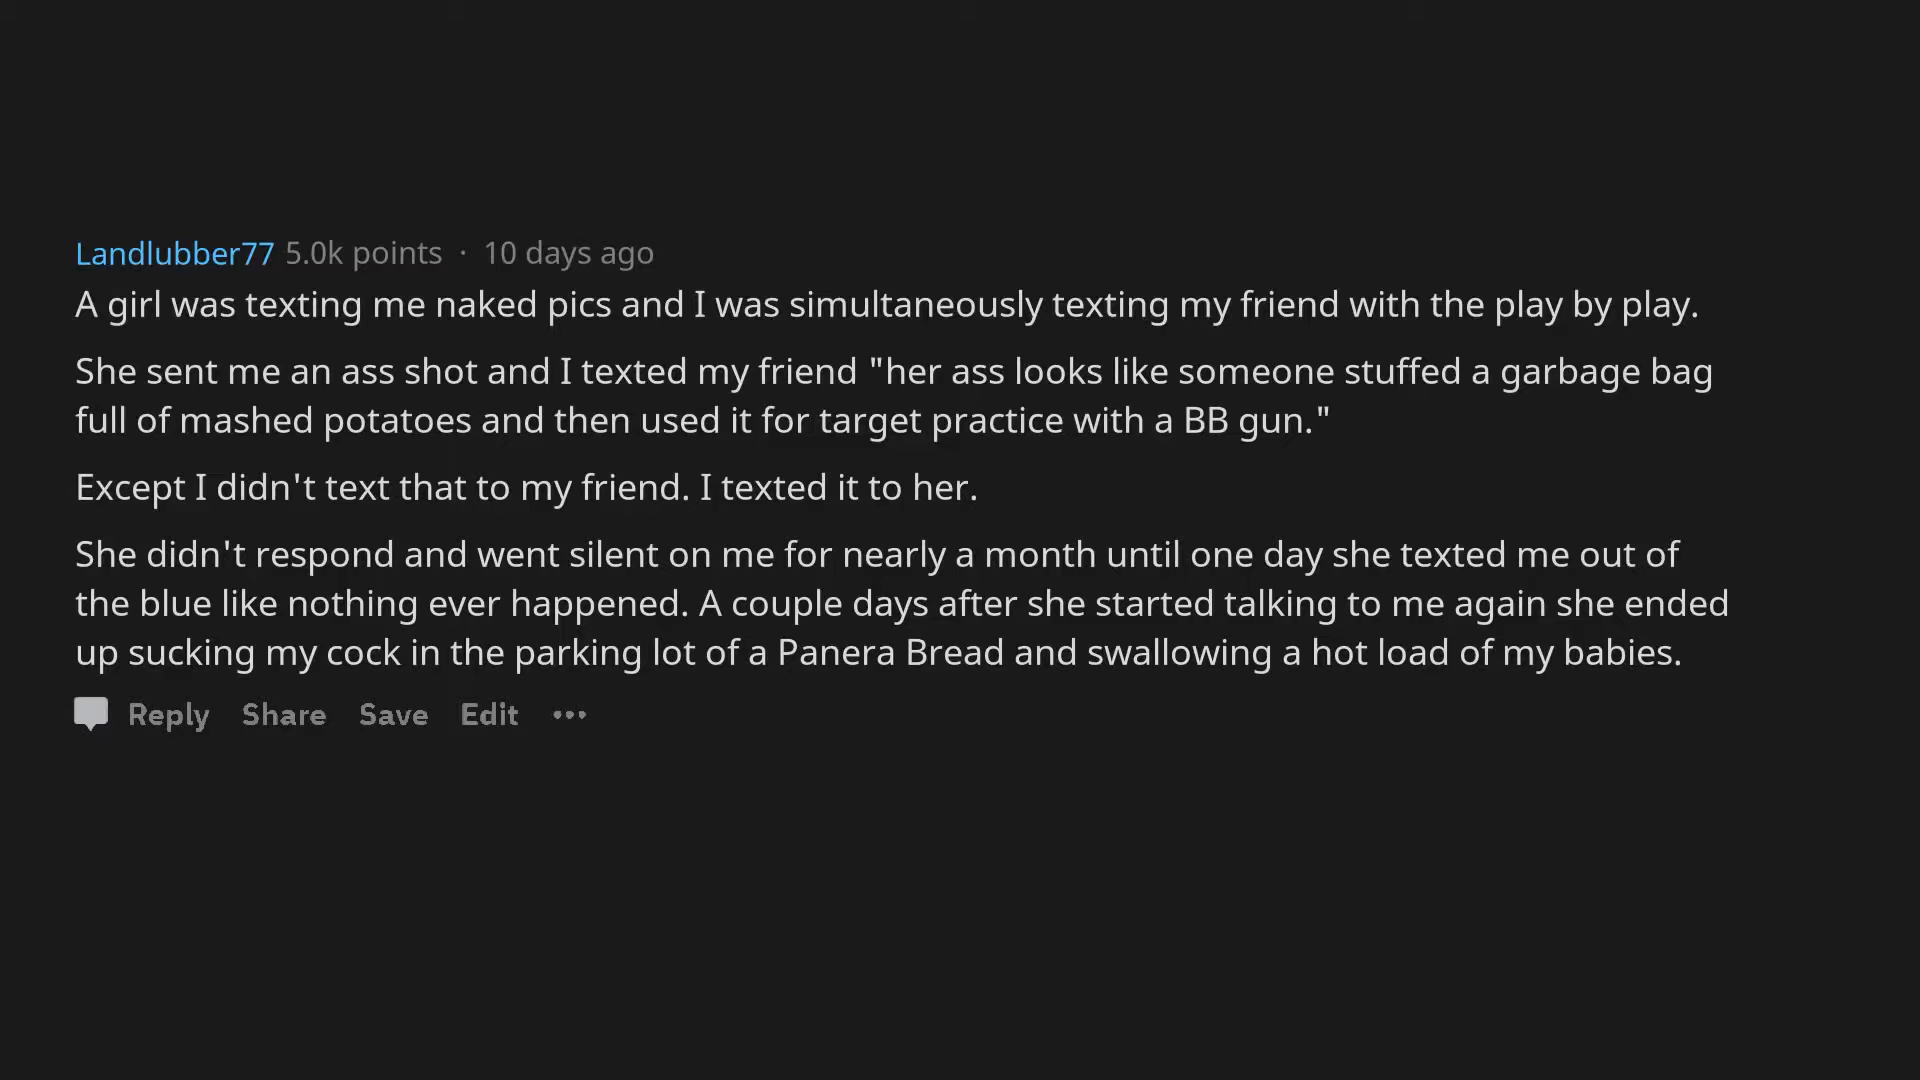 Landlubber77 5.0k points · 10 days ago
A girl was texting me naked pics and I was simultaneously texting my friend with the play by play.
She sent me an ass shot and I texted my friend "her ass looks like someone stuffed a garbage bag
full of mashed potatoes and then used it for target practice with a BB gun."
Except I didn't text that to my friend. I texted it to her.
She didn't respond and went silent on me for nearly a month until one day she texted me out of
the blue like nothing ever happened. A couple days after she started talking to me again she ended
up sucking my cock in the parking lot of a Panera Bread and swallowing a hot load of my babies.
Reply Share Save Edit •••